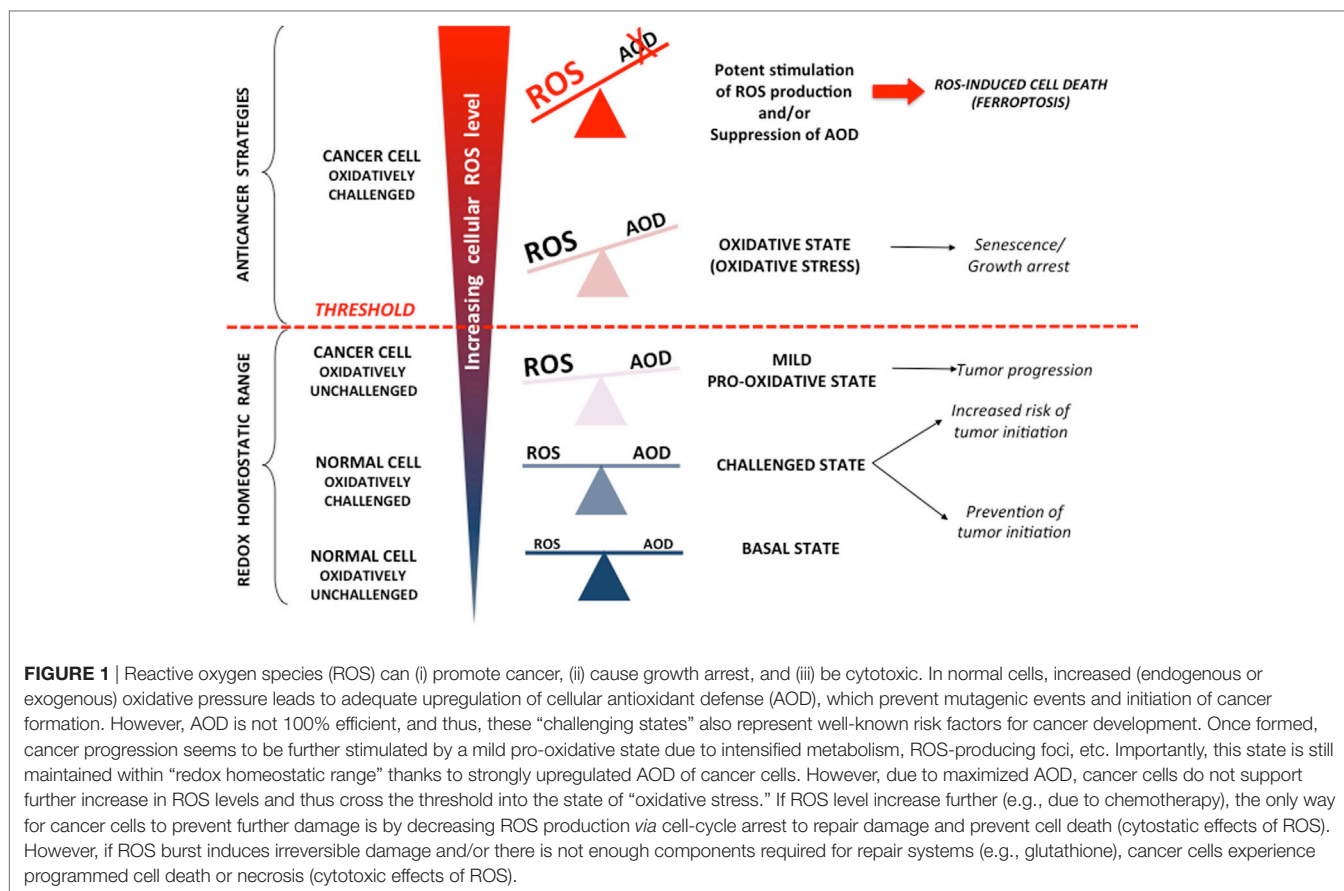 ANTICANCER STRATEGIES
CANCER CELL
OXIDATIVELY
CHALLENGED
Increasing cellular ROS level
ROS
AOD
Potent stimulation
of ROS production
and/or
Suppression of AOD
ROS-INDUCED CELL DEATH
(FERROPTOSIS)
ROS
AOD
OXIDATIVE STATE
(OXIDATIVE STRESS)
Senescence/
Growth arrest
THRESHOLD
REDOX HOMEOSTATIC RANGE
CANCER CELL
OXIDATIVELY
UNCHALLENGED
ROS
AOD
MILD
PRO-OXIDATIVE STATE
Tumor progression
NORMAL CELL
OXIDATIVELY
CHALLENGED
ROS
AOD
CHALLENGED STATE
Increased risk of
tumor initiation
Prevention of
tumor initiation
NORMAL CELL
OXIDATIVELY
UNCHALLENGED
ROS
AOD
BASAL STATE
FIGURE 1 | Reactive oxygen species (ROS) can (i) promote cancer, (ii) cause growth arrest, and (iii) be cytotoxic. In normal cells, increased (endogenous or
exogenous) oxidative pressure leads to adequate upregulation of cellular antioxidant defense (AOD), which prevent mutagenic events and initiation of cancer
formation. However, AOD is not 100% efficient, and thus, these “challenging states” also represent well-known risk factors for cancer development. Once formed,
cancer progression seems to be further stimulated by a mild pro-oxidative state due to intensified metabolism, ROS-producing foci, etc. Importantly, this state is still
maintained within “redox homeostatic range” thanks to strongly upregulated AOD of cancer cells. However, due to maximized AOD, cancer cells do not support
further increase in ROS levels and thus cross the threshold into the state of “oxidative stress.” If ROS level increase further (e.g., due to chemotherapy), the only way
for cancer cells to prevent further damage is by decreasing ROS production via cell-cycle arrest to repair damage and prevent cell death (cytostatic effects of ROS).
However, if ROS burst induces irreversible damage and/or there is not enough components required for repair systems (e.g., glutathione), cancer cells experience
programmed cell death or necrosis (cytotoxic effects of ROS).